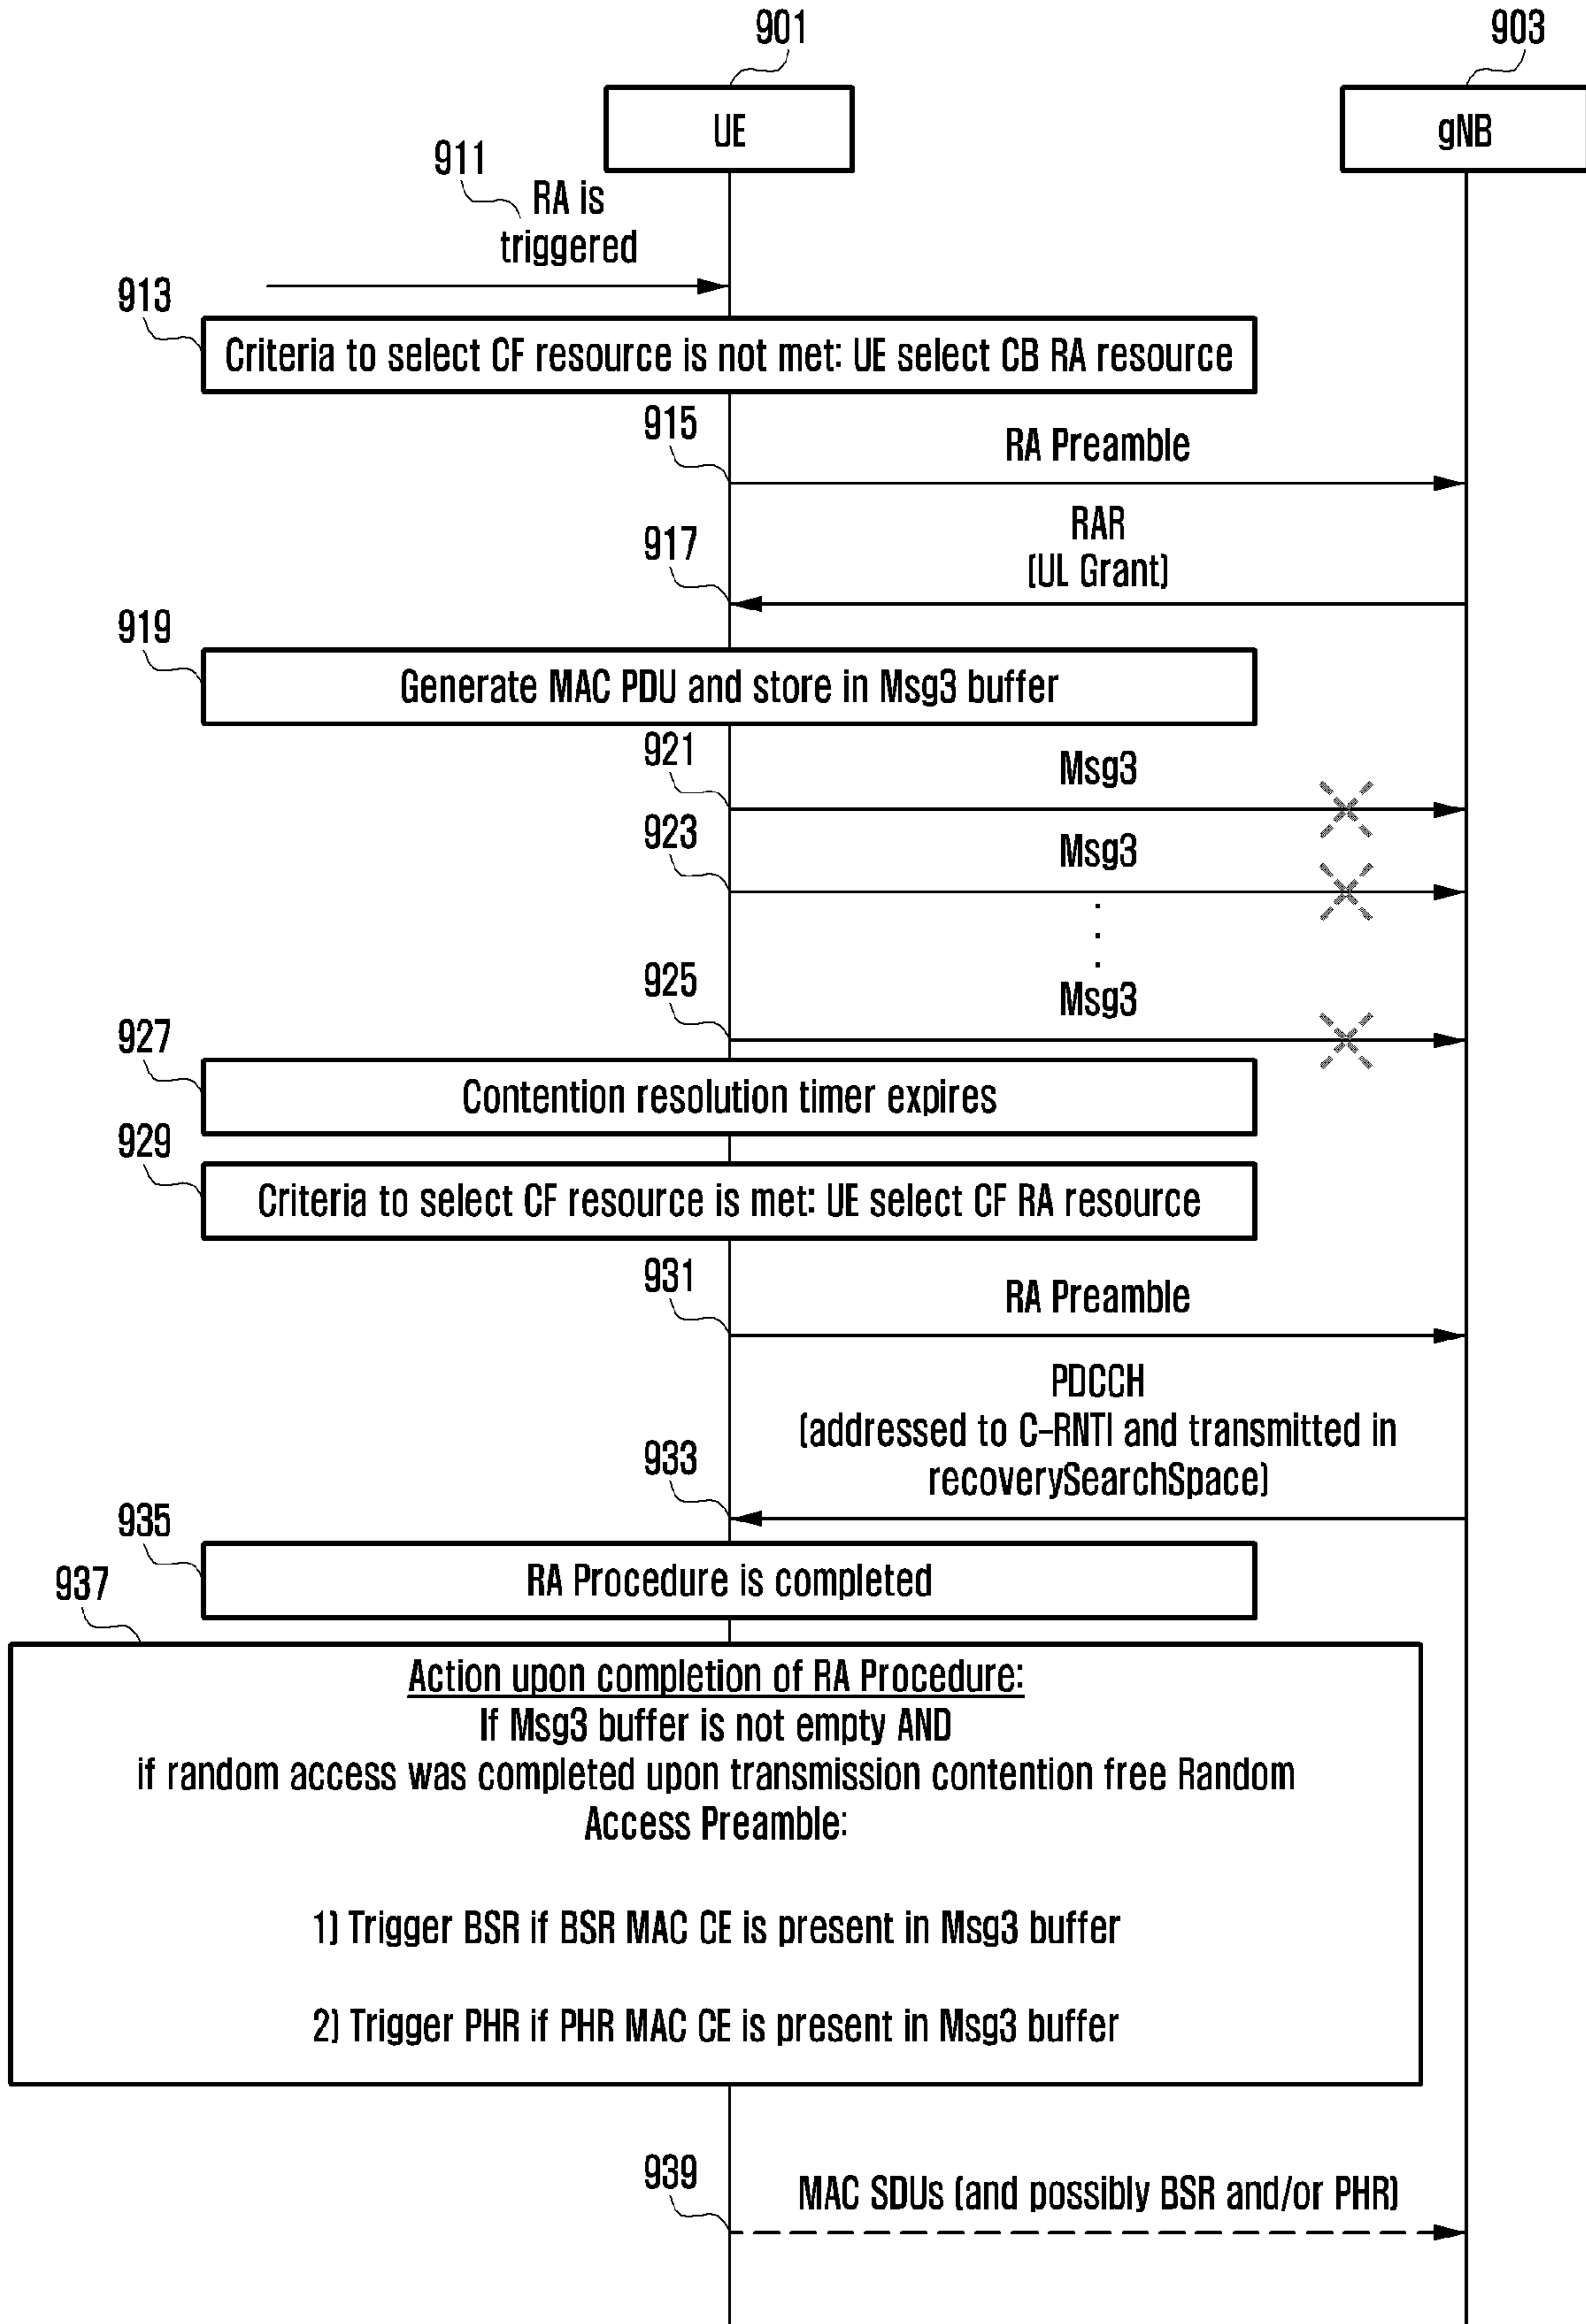 901
903
UE
gNB
911
RA is
triggered
913
Criteria to select CF resource is not met: UE select CB RA resource
915
RA Preamble
917
RAR
(UL Grant)
919
Generate MAC PDU and store in Msg3 buffer
921
Msg3
923
Msg3
925
Msg3
927
Contention resolution timer expires
929
Criteria to select CF resource is met: UE select CF RA resource
931
RA Preamble
PDCCH
(addressed to C-RNTI and transmitted in
recoverySearchSpace)
933
935
RA Procedure is completed
937
Action upon completion of RA Procedure:
If Msg3 buffer is not empty AND
if random access was completed upon transmission contention free Random
Access Preamble:
1) Trigger BSR if BSR MAC CE is present in Msg3 buffer
2) Trigger PHR if PHR MAC CE is present in Msg3 buffer
939
MAC SDUs (and possibly BSR and/or PHR)